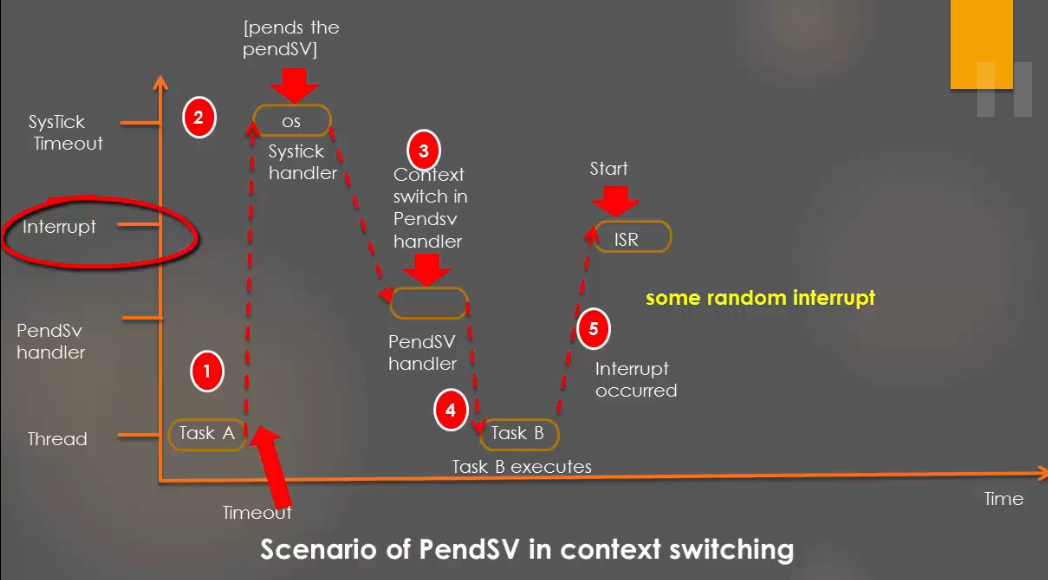 [pends the
pendSV]
SysTick
Timeout
2
os
Systick
handler
3
Context
switch in
Pendsv
handler
Start
Interrupt
ISR
some random interrupt
PendSv
handler
PendSV
handler
5
Interrupt
occurred
1
4
Thread
Task A
Task B
Task B executes
Time
Timeout
Scenario of PendSV in context switching